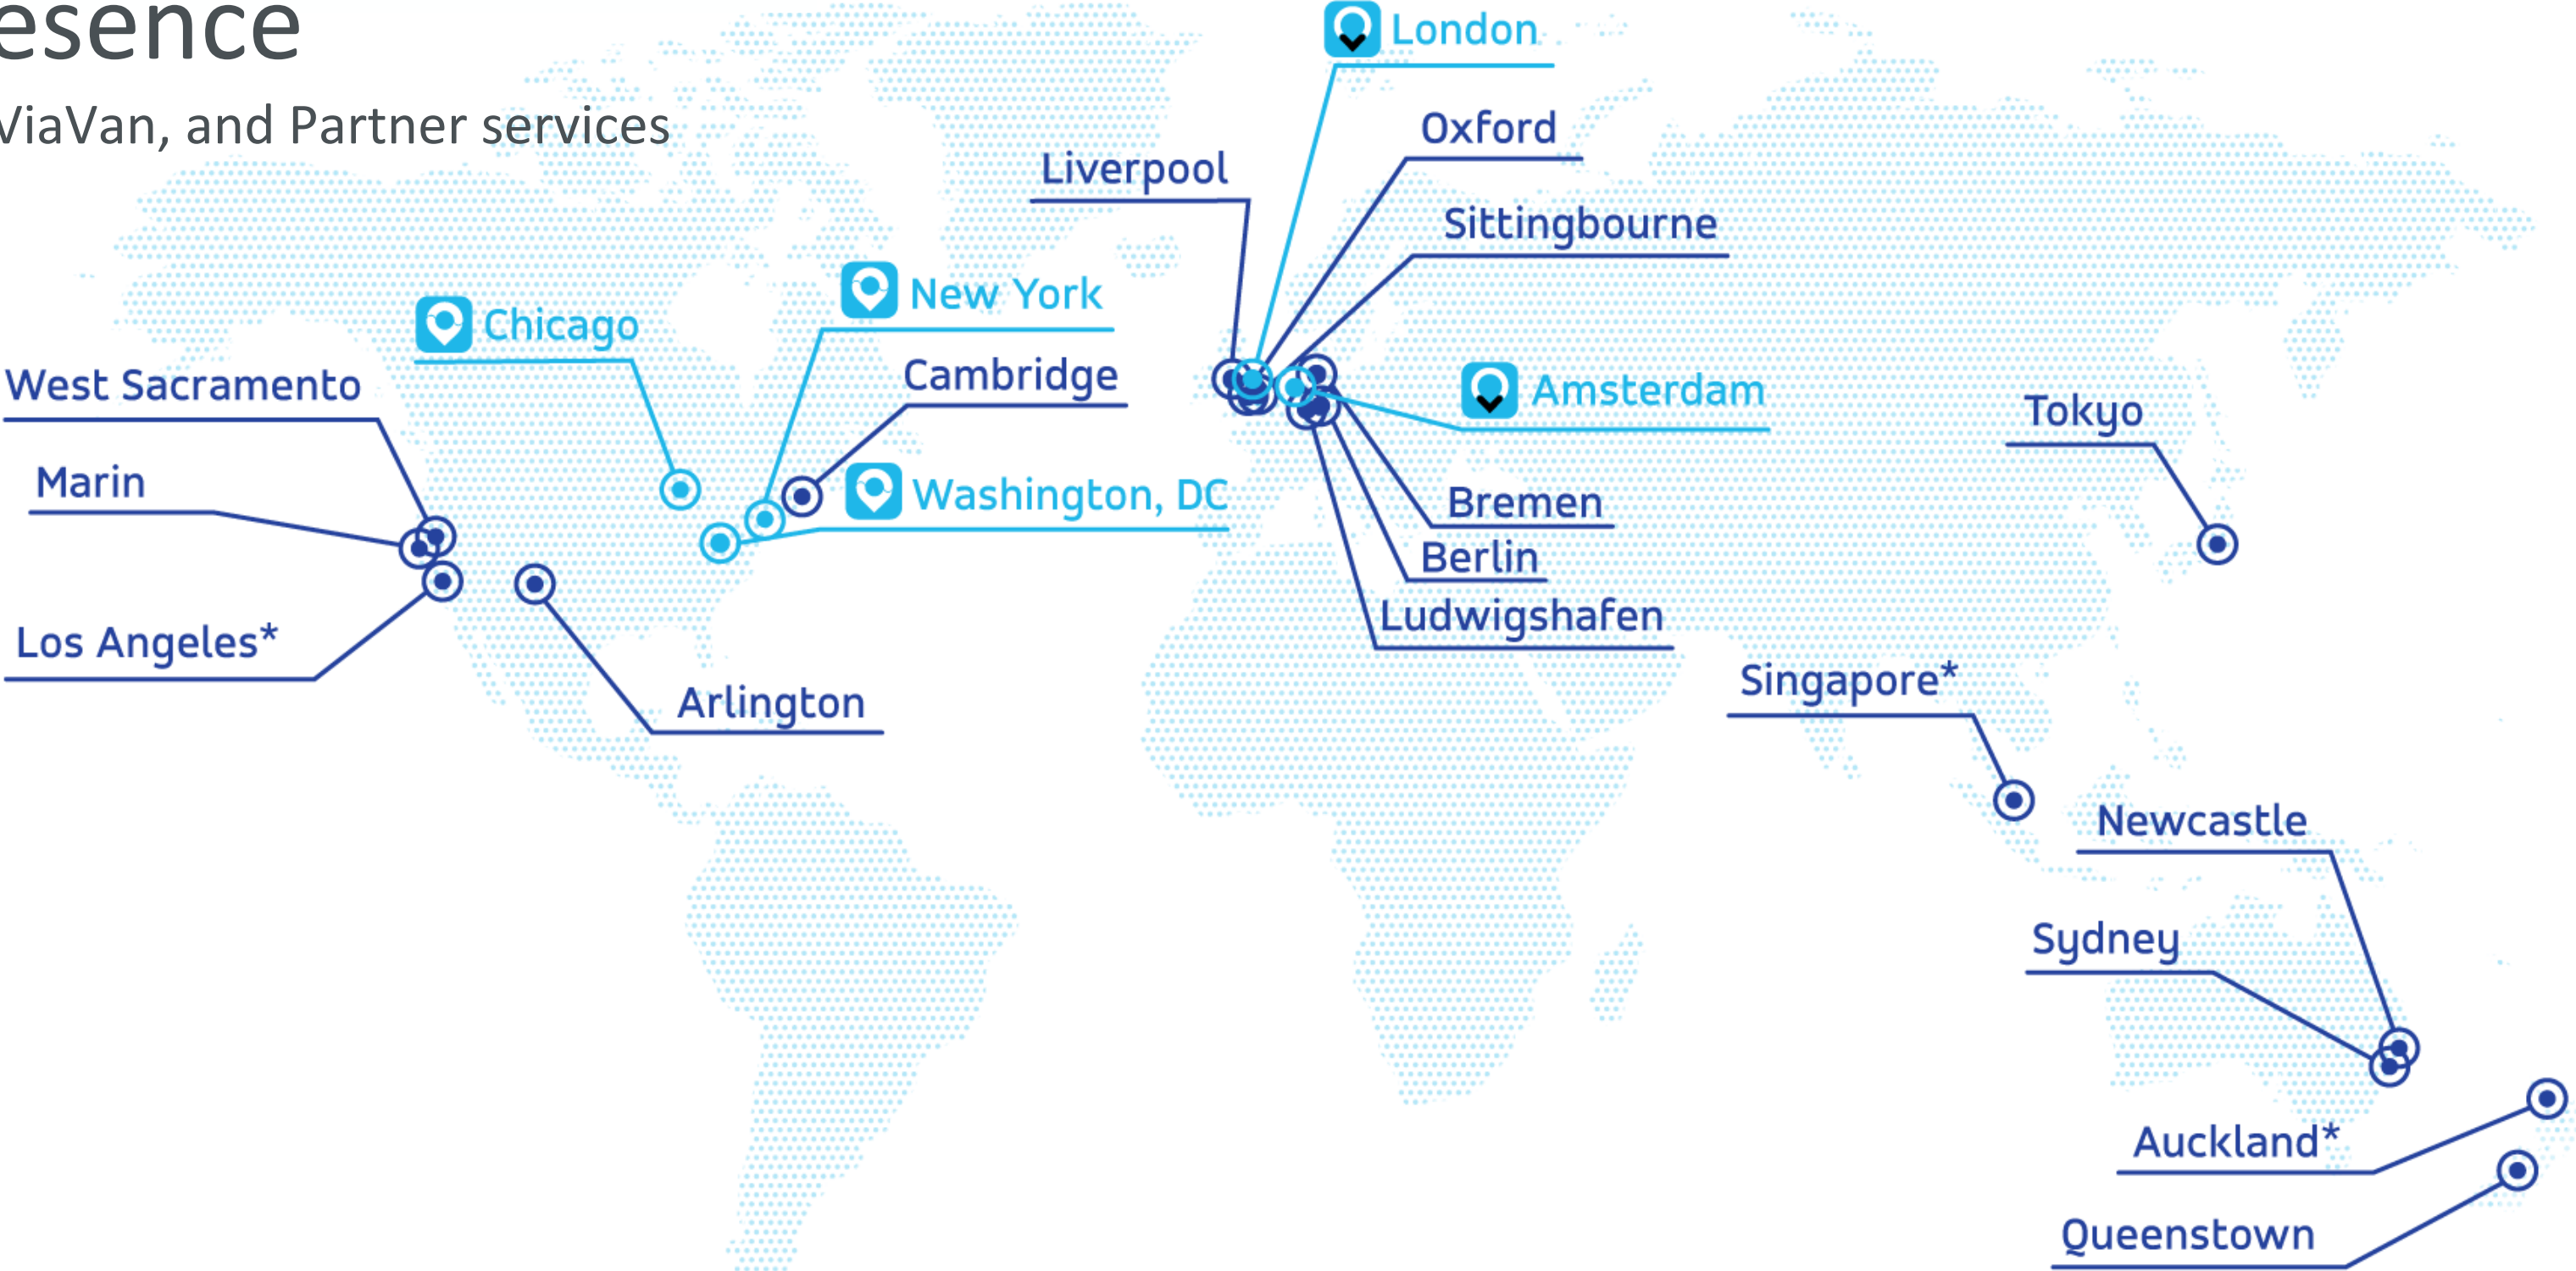 esence
ViaVan, and Partner services
London
Oxford
Liverpool
Sittingbourne
New York
Chicago
Cambridge
West Sacramento
Amsterdam
Tokyo
Marin
Washington, DC
Bremen
Berlin
Ludwigshafen
Los Angeles*
Singapore*
Arlington
Newcastle
Sydney
Auckland*
Queenstown